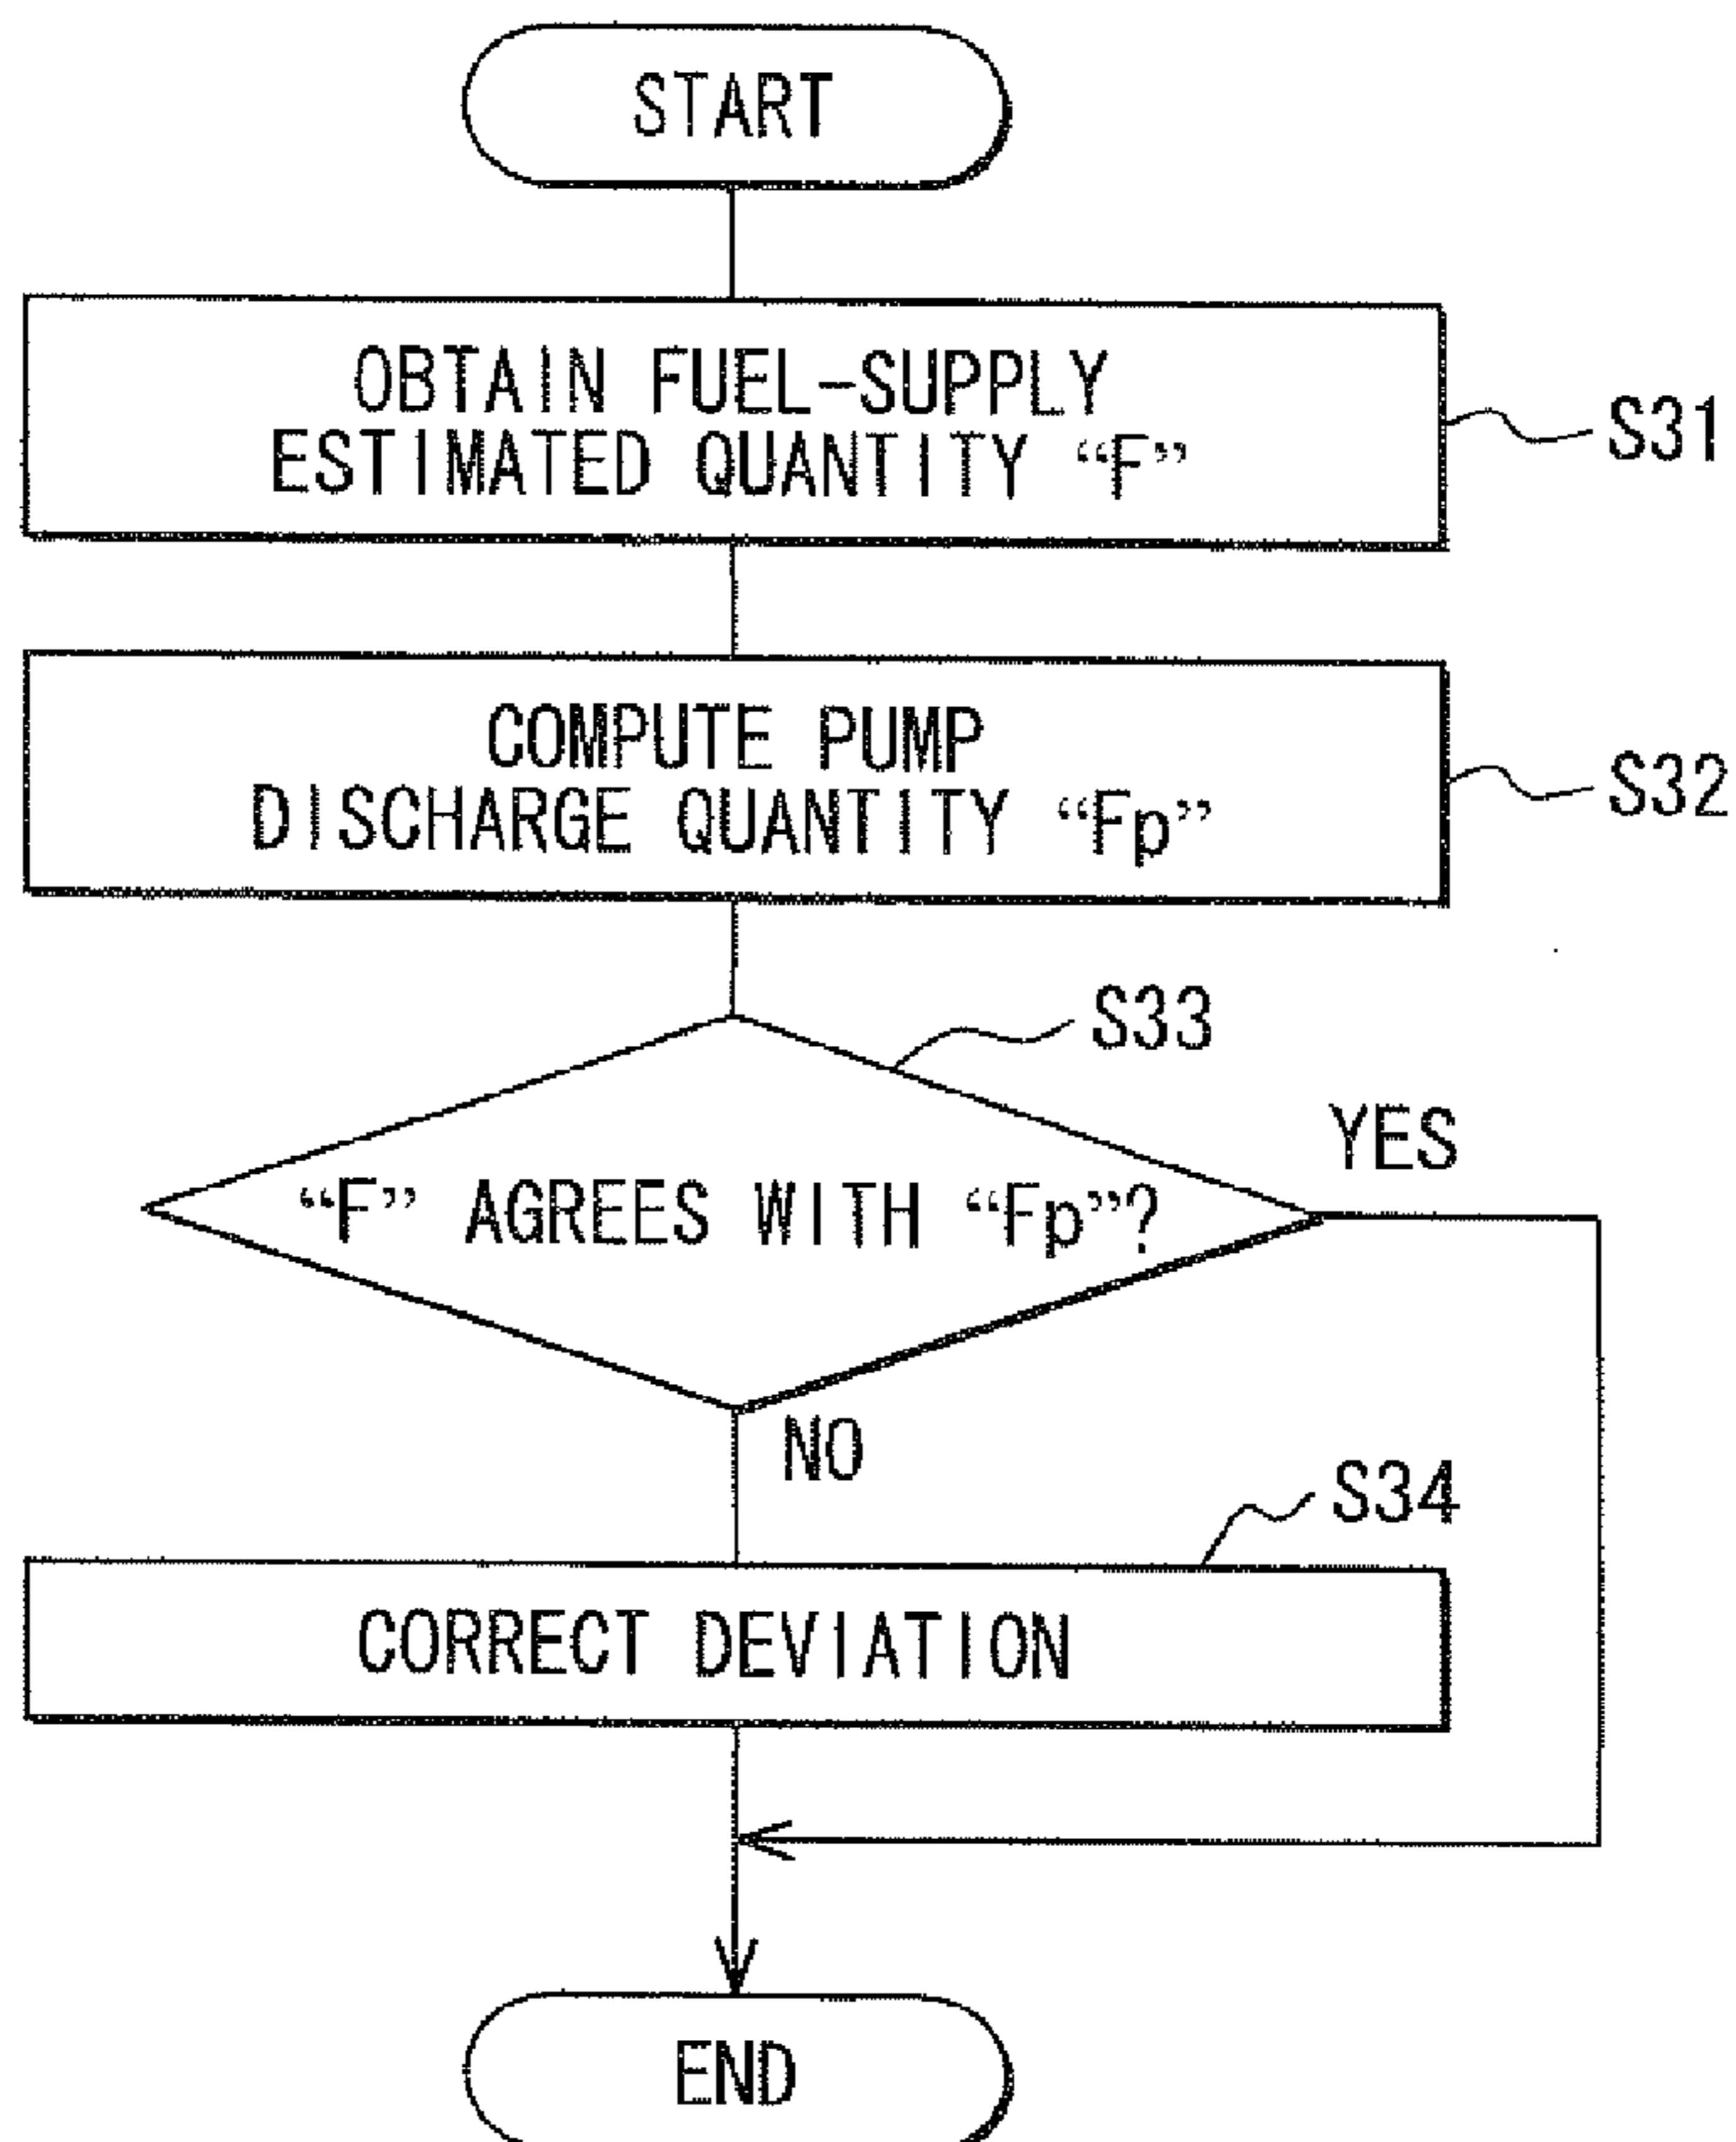 START
OBTAIN FUEL-SUPPLY
ESTIMATED QUANTITY “F”
S31
COMPUTE PUMP
DISCHARGE QUANTITY “Fp”
S32
S33
YES
“F” AGREES WITH “Fp”?
NO
S34
CORRECT DEVIATION
END